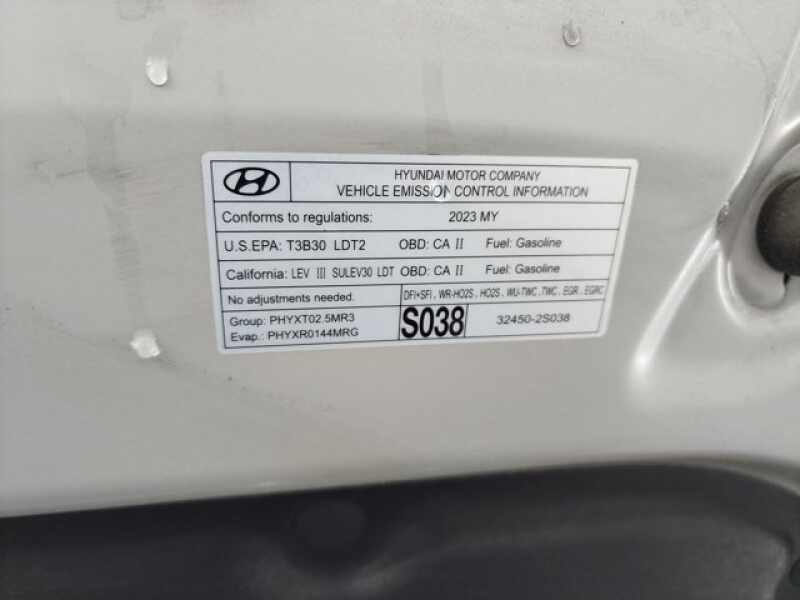 HYUNDAI MOTOR COMPANY
VEHICLE EMISSION CONTROL INFORMATION
Conforms to regulations: 2023 MY
U.S.EPA: T3B30 LDT2 OBD: CA II Fuel: Gasoline
California: LEV III SULEV30 LDT OBD: CA II Fuel: Gasoline
No adjustments needed. DFI+SFI , WR-HO2S , HO2S , WU-TWC , TWC , EGR , EGRC
Group: PHYXT02.5MR3
Evap.: PHYXR0144MRG
S038
32450-2S038